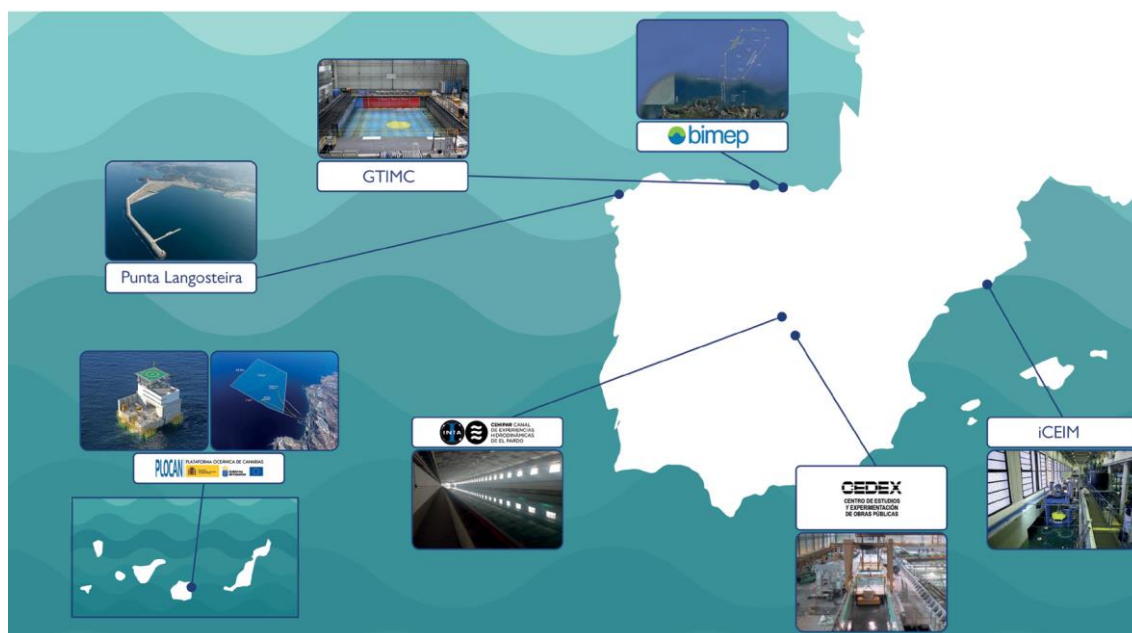 bimep
GTIMC
Punta Langosteira
INTA
CEHIPAR CANAL
DE EXPERIENCIAS
HIDRODINÁMICAS
DE EL PARDO
iCEIM
PLOCAN PLATAFORMA OCEÁNICA DE CANARIAS
CEDEX
CENTRO DE ESTUDIOS
Y EXPERIMENTACIÓN
DE OBRAS PÚBLICAS